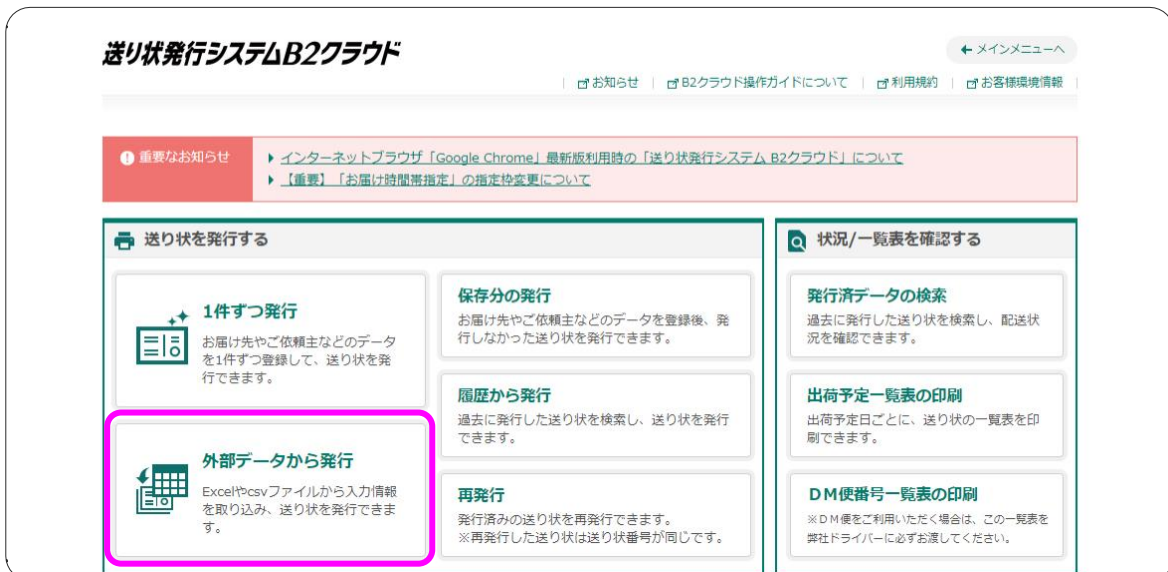 送り状発行システムB2クラウド
メインメニューへ
お知らせ
B2クラウド操作ガイドについて
利用規約
お客様環境情報
重要なお知らせ
インターネットブラウザ「Google Chrome」最新版利用時の「送り状発行システム B2クラウド」について
【重要】「お届け時間帯指定」の指定枠変更について
送り状を発行する
1件ずつ発行
お届け先やご依頼主などのデータ
を1件ずつ登録して、送り状を発
行できます。
外部データから発行
Excelやcsvファイルから入力情報
を取り込み、送り状を発行できま
す。
保存分の発行
お届け先やご依頼主などのデータを登録後、発
行しなかった送り状を発行できます。
履歴から発行
過去に発行した送り状を検索し、送り状を発行
できます。
再発行
発行済みの送り状を再発行できます。
※再発行した送り状は送り状番号が同じです。
状況/一覧表を確認する
発行済データの検索
過去に発行した送り状を検索し、配送状
況を確認できます。
出荷予定一覧表の印刷
出荷予定日ごとに、送り状の一覧表を印
刷できます。
DM便番号一覧表の印刷
※DM便をご利用いただく場合は、この一覧表を
弊社ドライバーに必ずお渡してください。